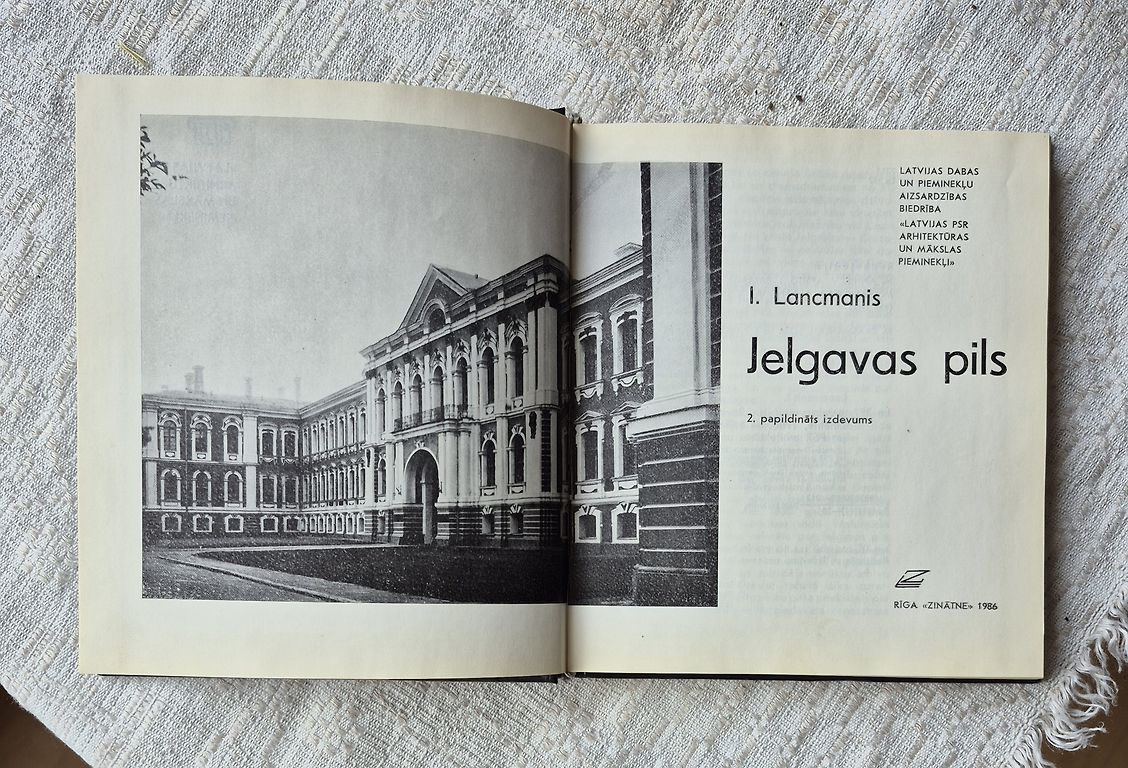 LATVIJAS DABAS
UN PIEMINEKĻU
AIZSARDZĪBAS
BIEDRĪBA
«LATVIJAS PSR
ARHITEKTŪRAS
UN MĀKSLAS
PIEMINEKĻI»
I. Lancmanis
Jelgavas pils
2. papildināts izdevums
RĪGA «ZINĀTNE» 1986